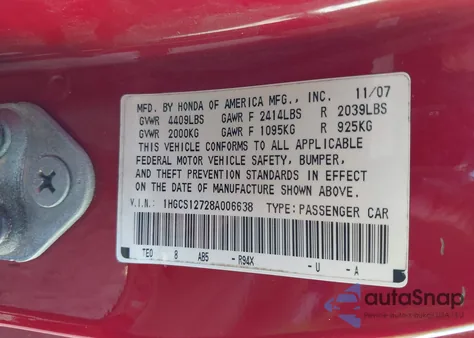 MFD. BY HONDA OF AMERICA MFG., INC. 11/07
GVWR 4409LBS GAWR F 2414LBS R 2039LBS
GVWR 2000KG GAWR F 1095KG R 925KG
THIS VEHICLE CONFORMS TO ALL APPLICABLE
FEDERAL MOTOR VEHICLE SAFETY, BUMPER,
AND THEFT PREVENTION STANDARDS IN EFFECT ON
THE DATE OF MANUFACTURE SHOWN ABOVE.
V.I.N.: 1HGCS12728A006638 TYPE: PASSENGER CAR
TE0 B AB5 - R94X - U - A
autoSnap